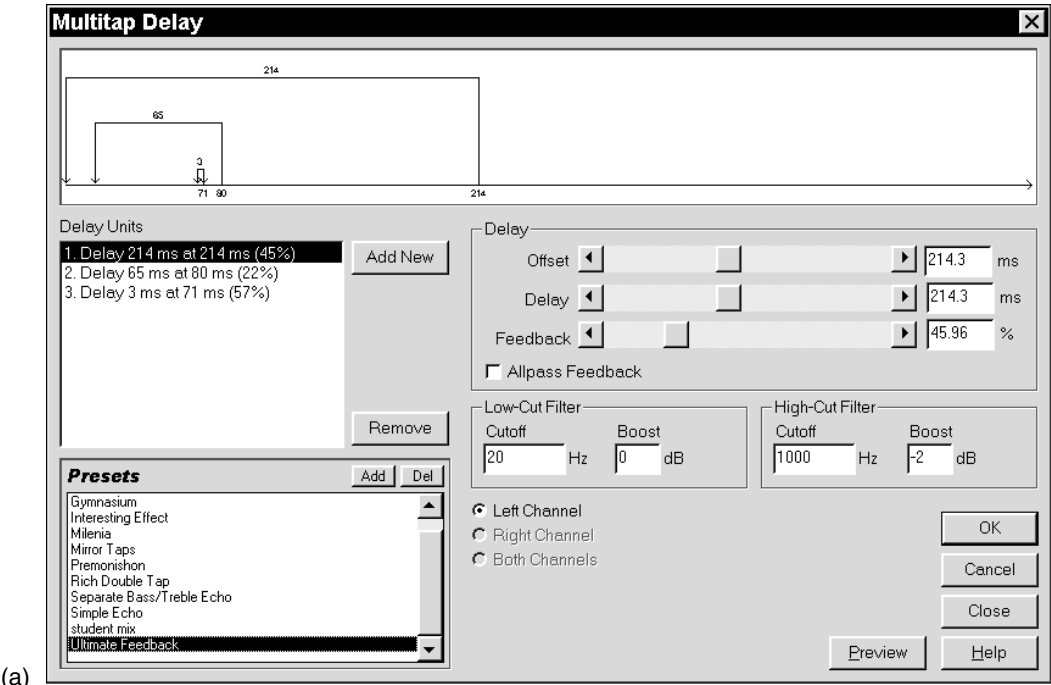 Multitap Delay
214
65
3
71 80
214
Delay Units
1. Delay 214 ms at 214 ms (45%)
2. Delay 65 ms at 80 ms (22%)
3. Delay 3 ms at 71 ms (57%)
Add New
Remove
Delay
Offset 214.3 ms
Delay 214.3 ms
Feedback 45.96 %
Allpass Feedback
Low-Cut Filter
Cutoff Boost
20 Hz 0 dB
High-Cut Filter
Cutoff Boost
1000 Hz -2 dB
Presets Add Del
Gymnasium
Interesting Effect
Milenia
Mirror Taps
Premonishon
Rich Double Tap
Separate Bass/Treble Echo
Simple Echo
student mix
Ultimate Feedback
Left Channel
Right Channel
Both Channels
OK
Cancel
Close
Preview Help
(a)